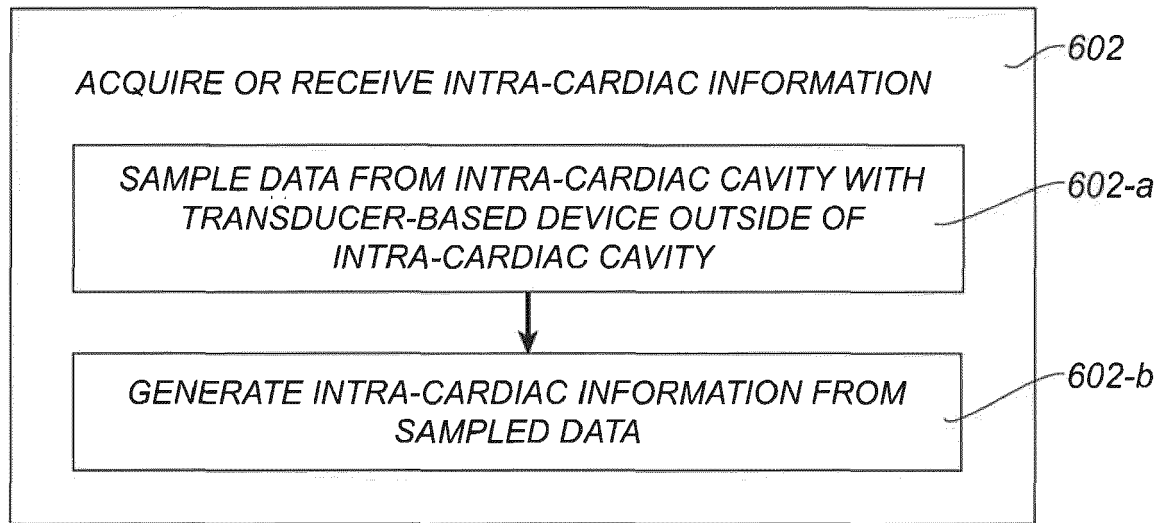 602
ACQUIRE OR RECEIVE INTRA-CARDIAC INFORMATION
SAMPLE DATA FROM INTRA-CARDIAC CAVITY WITH
TRANSDUCER-BASED DEVICE OUTSIDE OF
INTRA-CARDIAC CAVITY
602-a
GENERATE INTRA-CARDIAC INFORMATION FROM
SAMPLED DATA
602-b